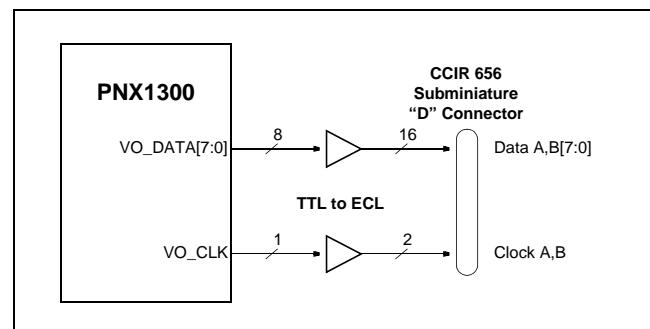 CCIR 656
Subminiature
“D” Connector
PNX1300
VO_DATA[7:0]
8
16
Data A,B[7:0]
TTL to ECL
VO_CLK
1
2
Clock A,B